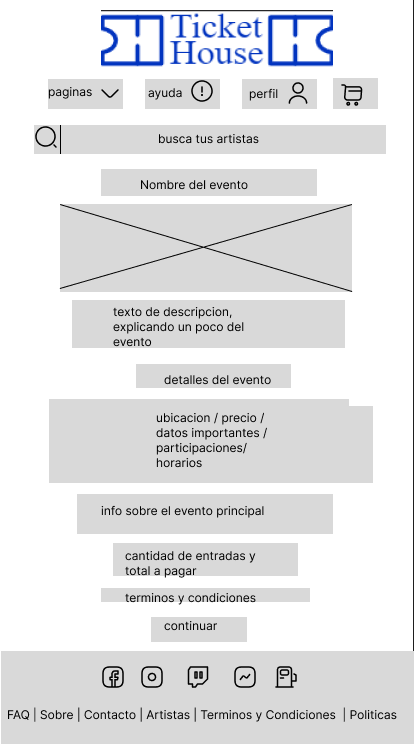 Ticket
House
paginas
ayuda
perfil
busca tus artistas
Nombre del evento
texto de descripcion,
explicando un poco del
evento
detalles del evento
ubicacion / precio /
datos importantes /
participaciones/
horarios
info sobre el evento principal
cantidad de entradas y
total a pagar
terminos y condiciones
continuar
FAQ | Sobre | Contacto | Artistas | Terminos y Condiciones | Politicas